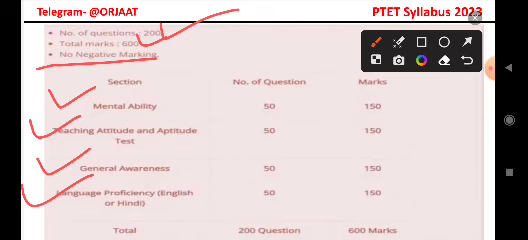 Telegram- @ORJAAT PTET Syllabus 2023
No. of questions : 200
Total marks : 600
No Negative Marking.
Section No. of Question Marks
Mental Ability 50 150
Teaching Attitude and Aptitude
Test 50 150
General Awareness 50 150
Language Proficiency (English
or Hindi) 50 150
Total 200 Question 600 Marks